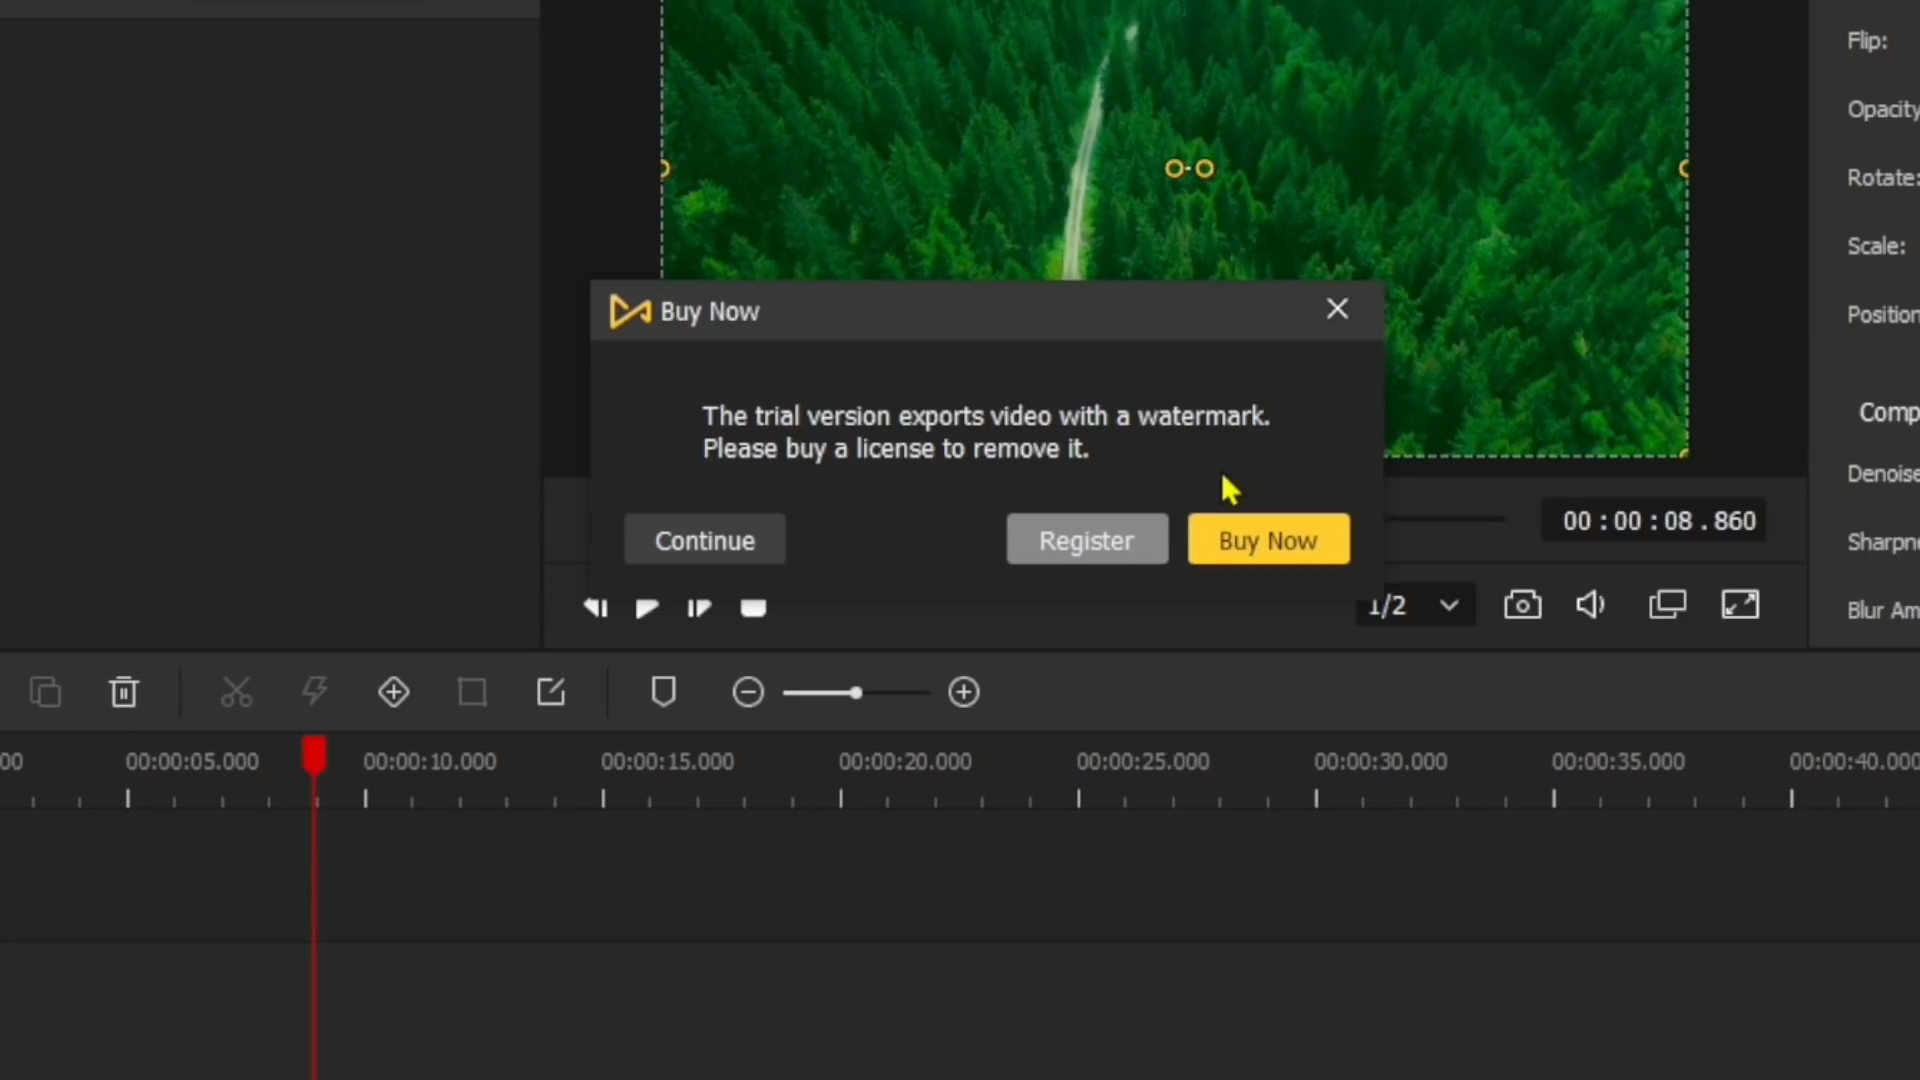 Flip:
Opacity
Rotate:
Scale:
Position
Buy Now
The trial version exports video with a watermark.
Please buy a license to remove it.
Continue
Register
Buy Now
Comp
Denoise
Sharpne
Blur Am
00 : 00 : 08 . 860
1/2
00
00:00:05.000
00:00:10.000
00:00:15.000
00:00:20.000
00:00:25.000
00:00:30.000
00:00:35.000
00:00:40.000